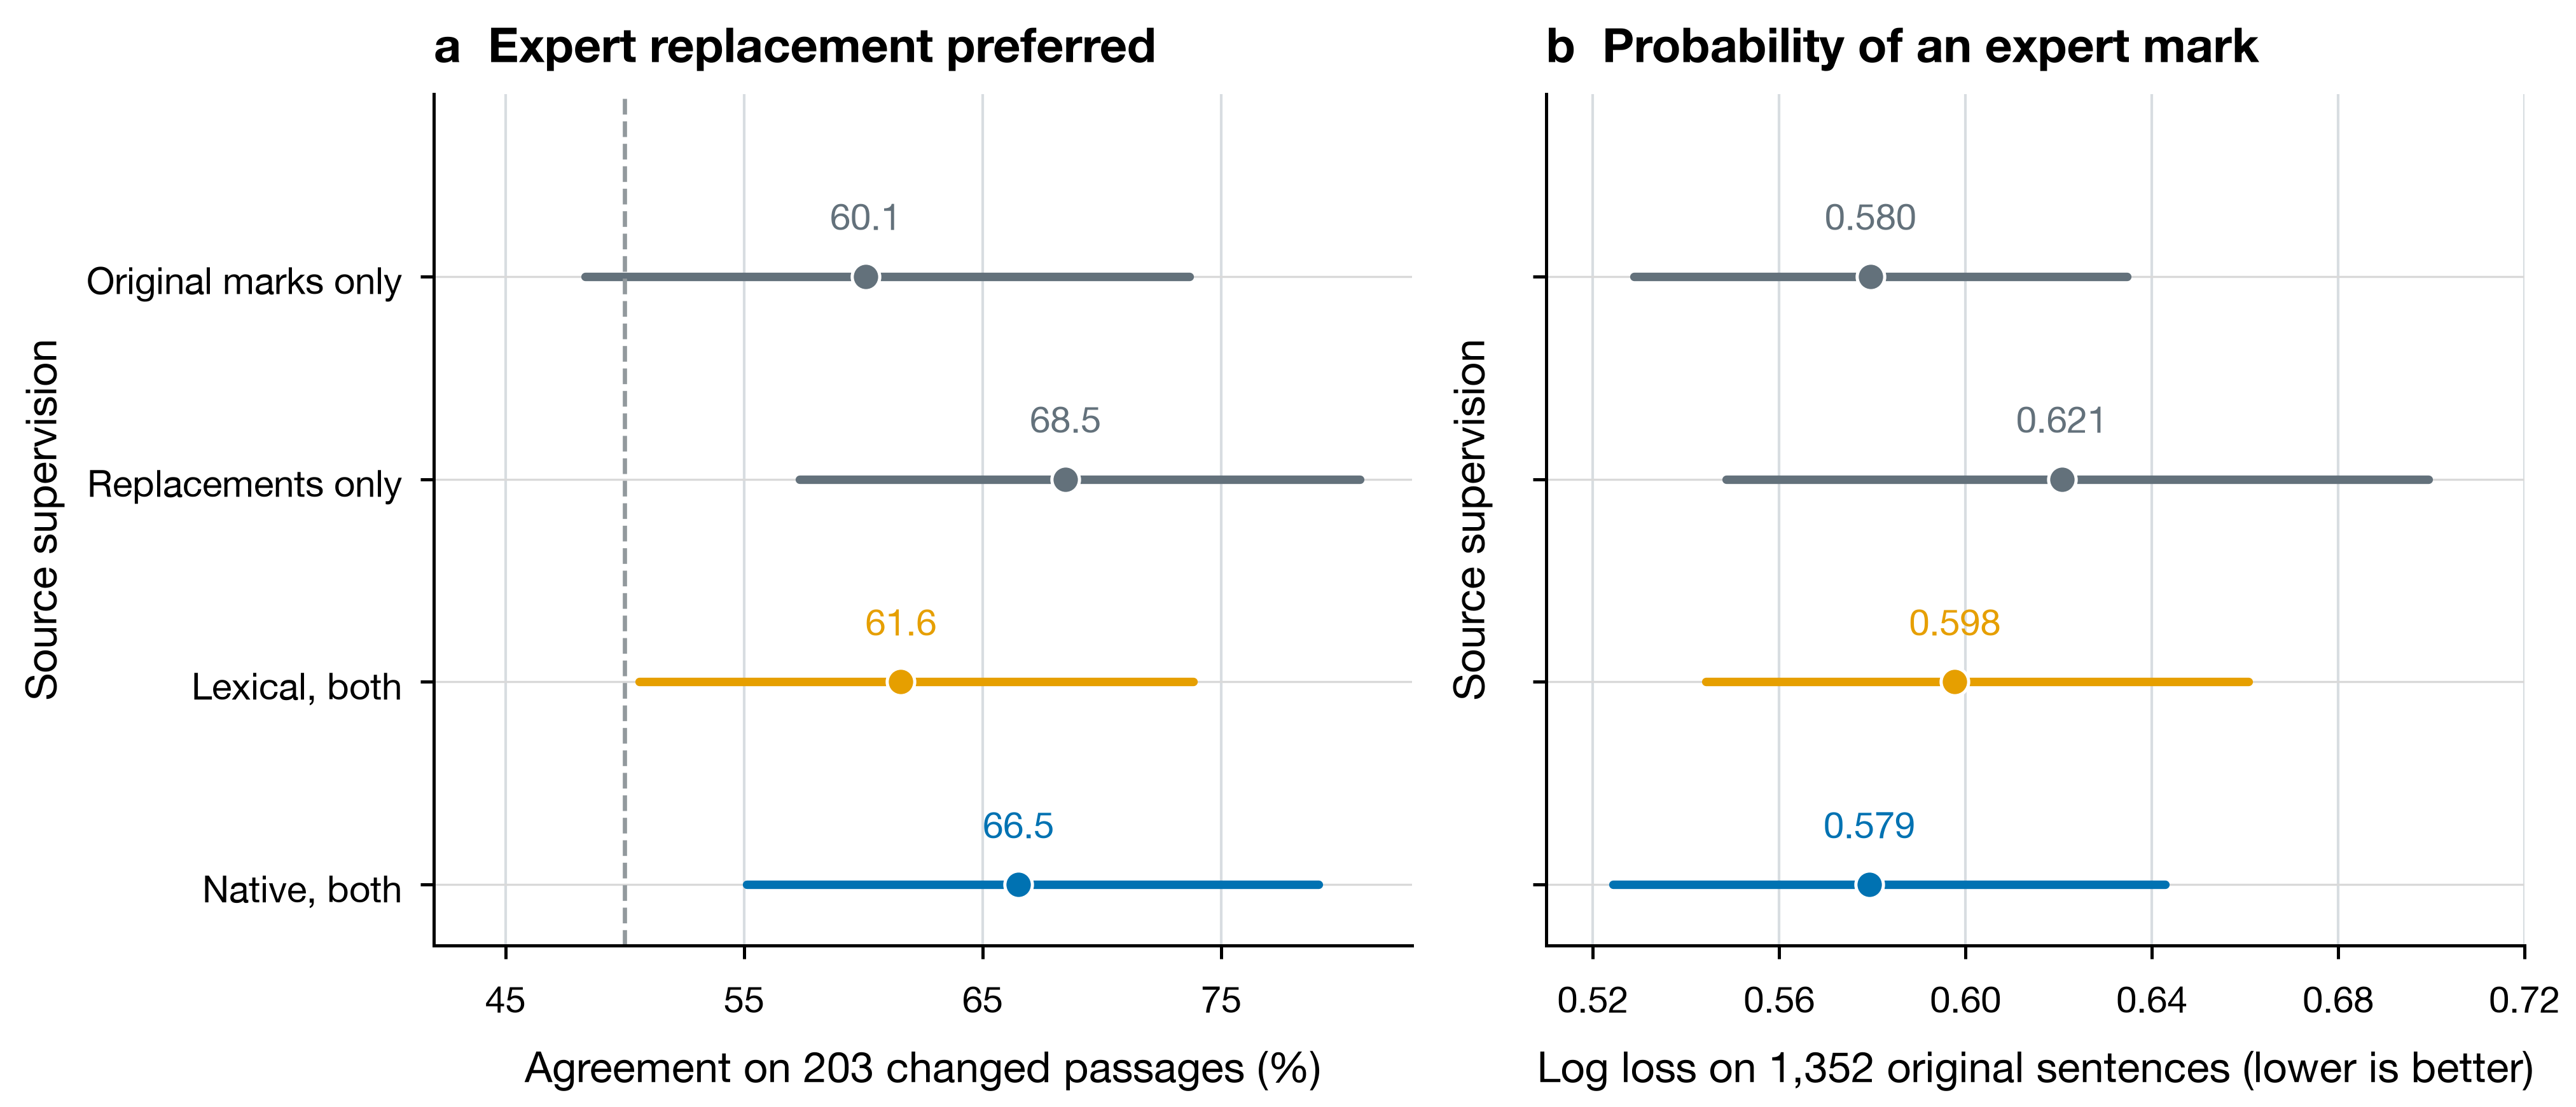 a Expert replacement preferred
Source supervision
Original marks only
Replacements only
Lexical, both
Native, both
60.1
68.5
61.6
66.5
45 55 65 75
Agreement on 203 changed passages (%)
b Probability of an expert mark
Source supervision
0.580
0.621
0.598
0.579
0.52 0.56 0.60 0.64 0.68 0.72
Log loss on 1,352 original sentences (lower is better)